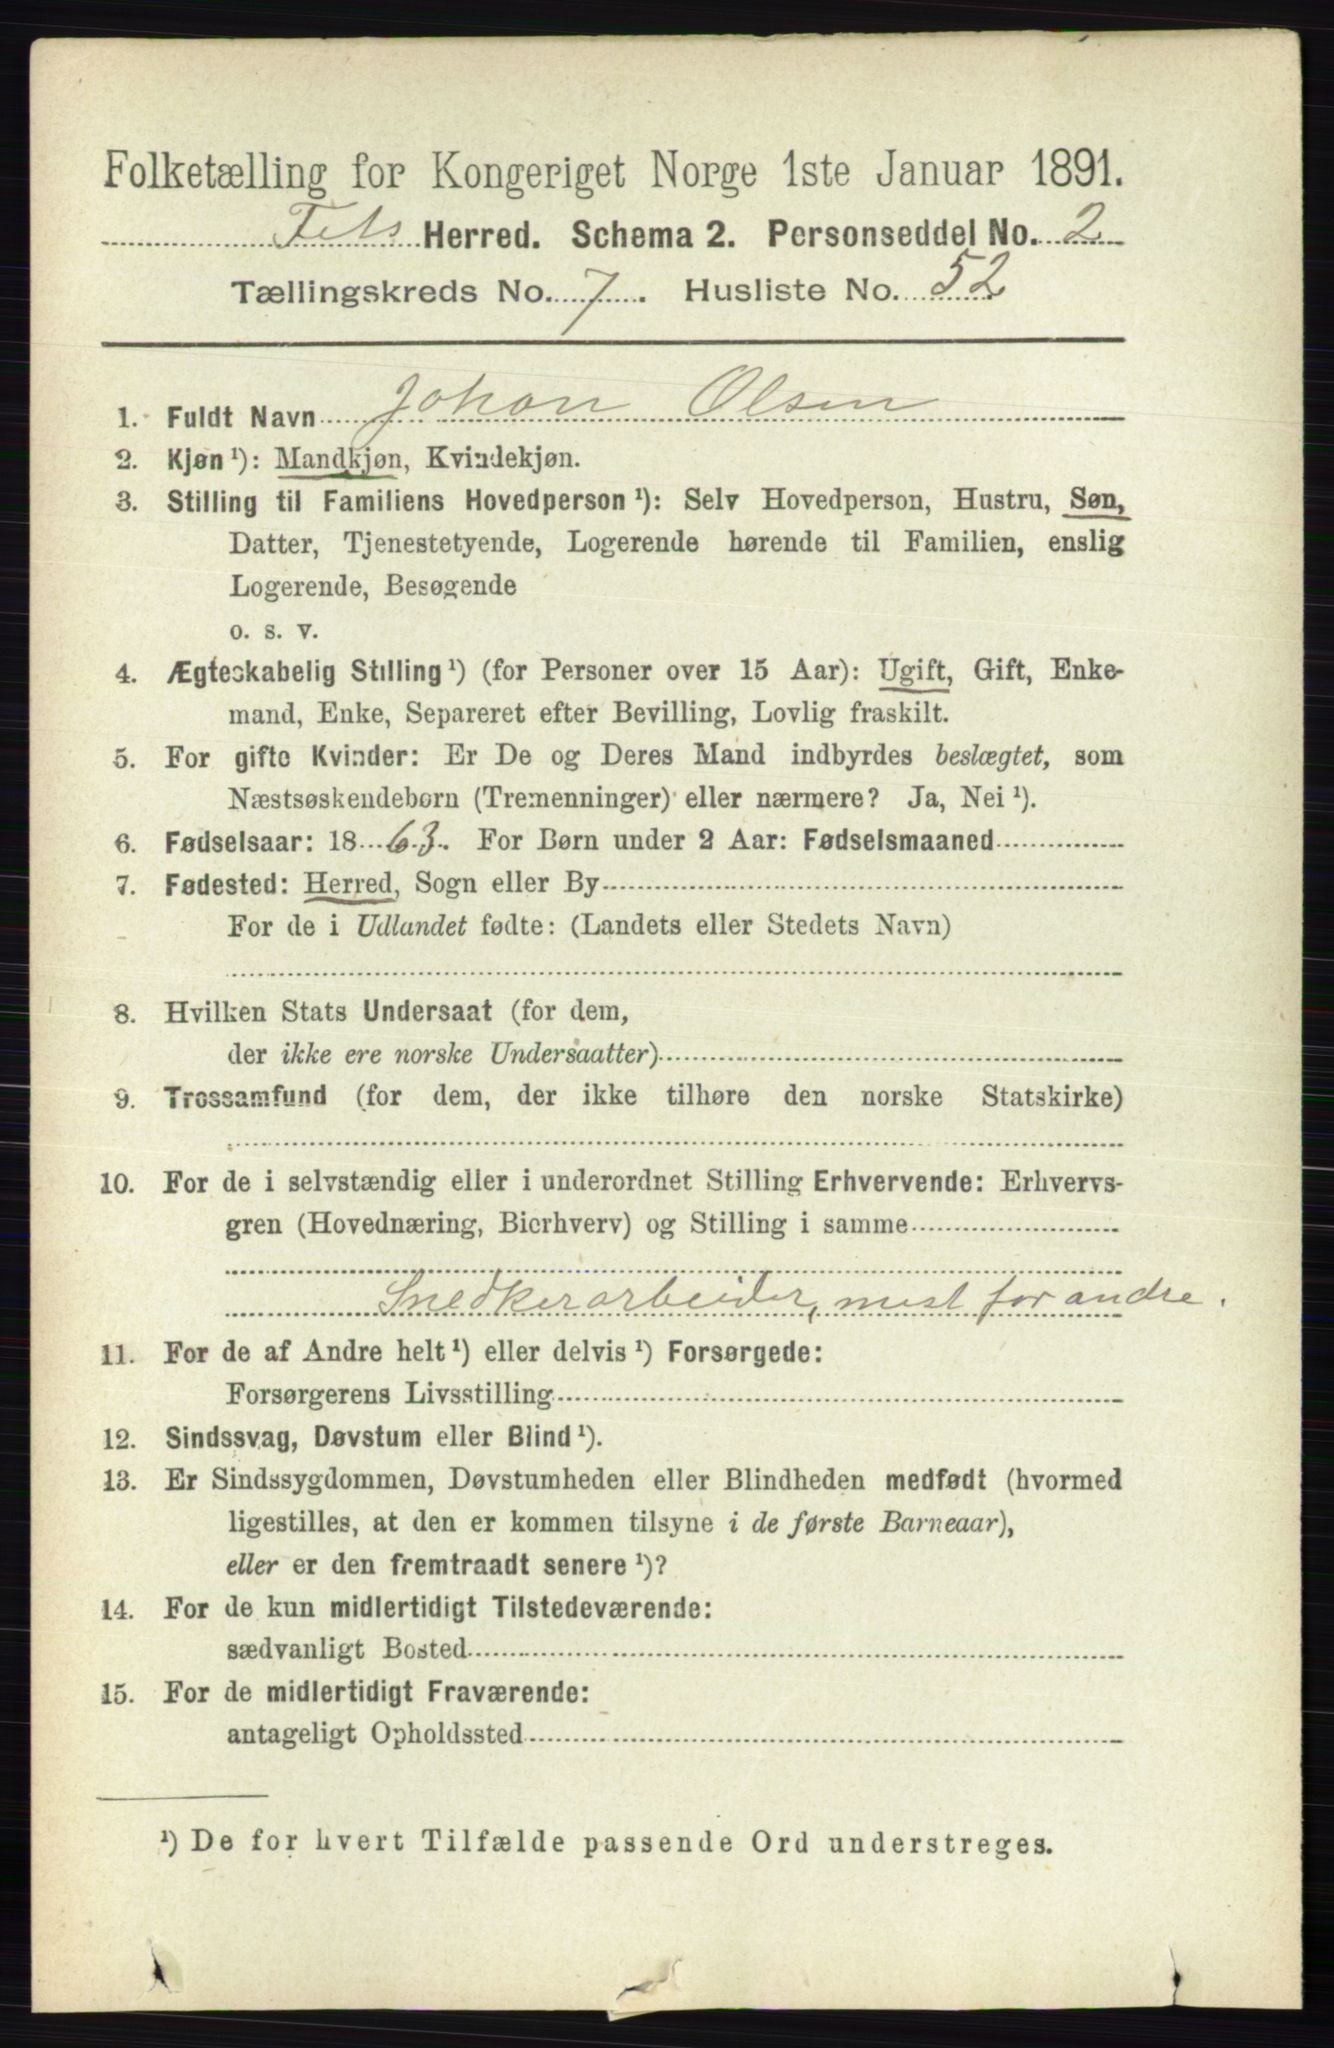 Folketælling for Kongeriget Norge 1ste Januar 1891.
Fets Herred. Schema 2. Personseddel No. 2
Tællingskreds No. 7. Husliste No. 52
1. Fuldt Navn Johan Olsen
2. Kjøn ¹): Mandkjøn, Kvindekjøn.
3. Stilling til Familiens Hovedperson ¹): Selv Hovedperson, Hustru, Søn,
Datter, Tjenestetyende, Logerende hørende til Familien, enslig
Logerende, Besøgende
o. s. v.
4. Ægteskabelig Stilling ¹) (for Personer over 15 Aar): Ugift, Gift, Enke-
mand, Enke, Separeret efter Bevilling, Lovlig fraskilt.
5. For gifte Kvinder: Er De og Deres Mand indbyrdes beslægtet, som
Næstsøskendebørn (Tremenninger) eller nærmere? Ja, Nei ¹).
6. Fødselsaar: 1863. For Børn under 2 Aar: Fødselsmaaned
7. Fødested: Herred, Sogn eller By
For de i Udlandet fødte: (Landets eller Stedets Navn)
8. Hvilken Stats Undersaat (for dem,
der ikke ere norske Undersaatter)
9. Trossamfund (for dem, der ikke tilhøre den norske Statskirke)
10. For de i selvstændig eller i underordnet Stilling Erhvervende: Erhvervs-
gren (Hovednæring, Bierhverv) og Stilling i samme
Snedkerarbeider, mest for andre.
11. For de af Andre helt ¹) eller delvis ¹) Forsørgede:
Forsørgerens Livsstilling
12. Sindssvag, Døvstum eller Blind ¹).
13. Er Sindssygdommen, Døvstumheden eller Blindheden medfødt (hvormed
ligestilles, at den er kommen tilsyne i de første Barneaar),
eller er den fremtraadt senere ¹)?
14. For de kun midlertidigt Tilstedeværende:
sædvanligt Bosted
15. For de midlertidigt Fraværende:
antageligt Opholdssted
¹) De for hvert Tilfælde passende Ord understreges.